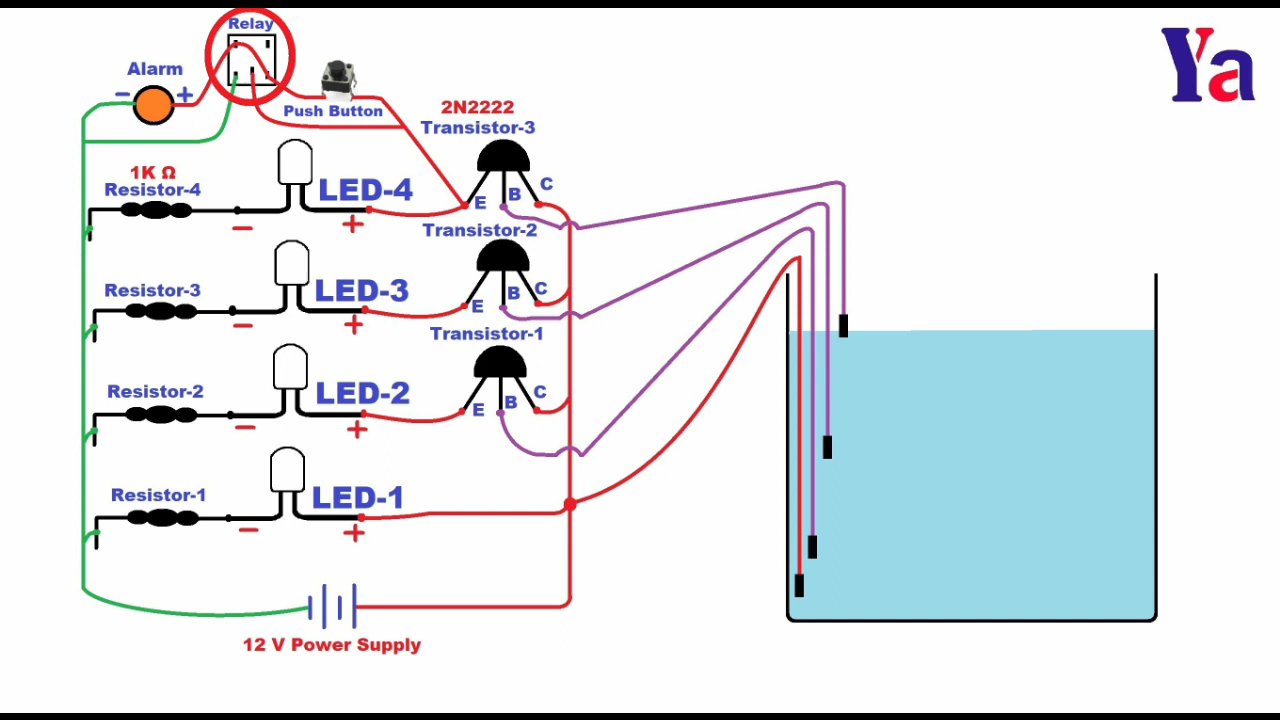 Relay
Alarm
− +
Push Button
2N2222
Transistor-3
1K Ω
Resistor-4
LED-4
− +
E B C
Transistor-2
Resistor-3
LED-3
− +
E B C
Transistor-1
Resistor-2
LED-2
− +
E B C
Resistor-1
LED-1
− +
12 V Power Supply
Ya